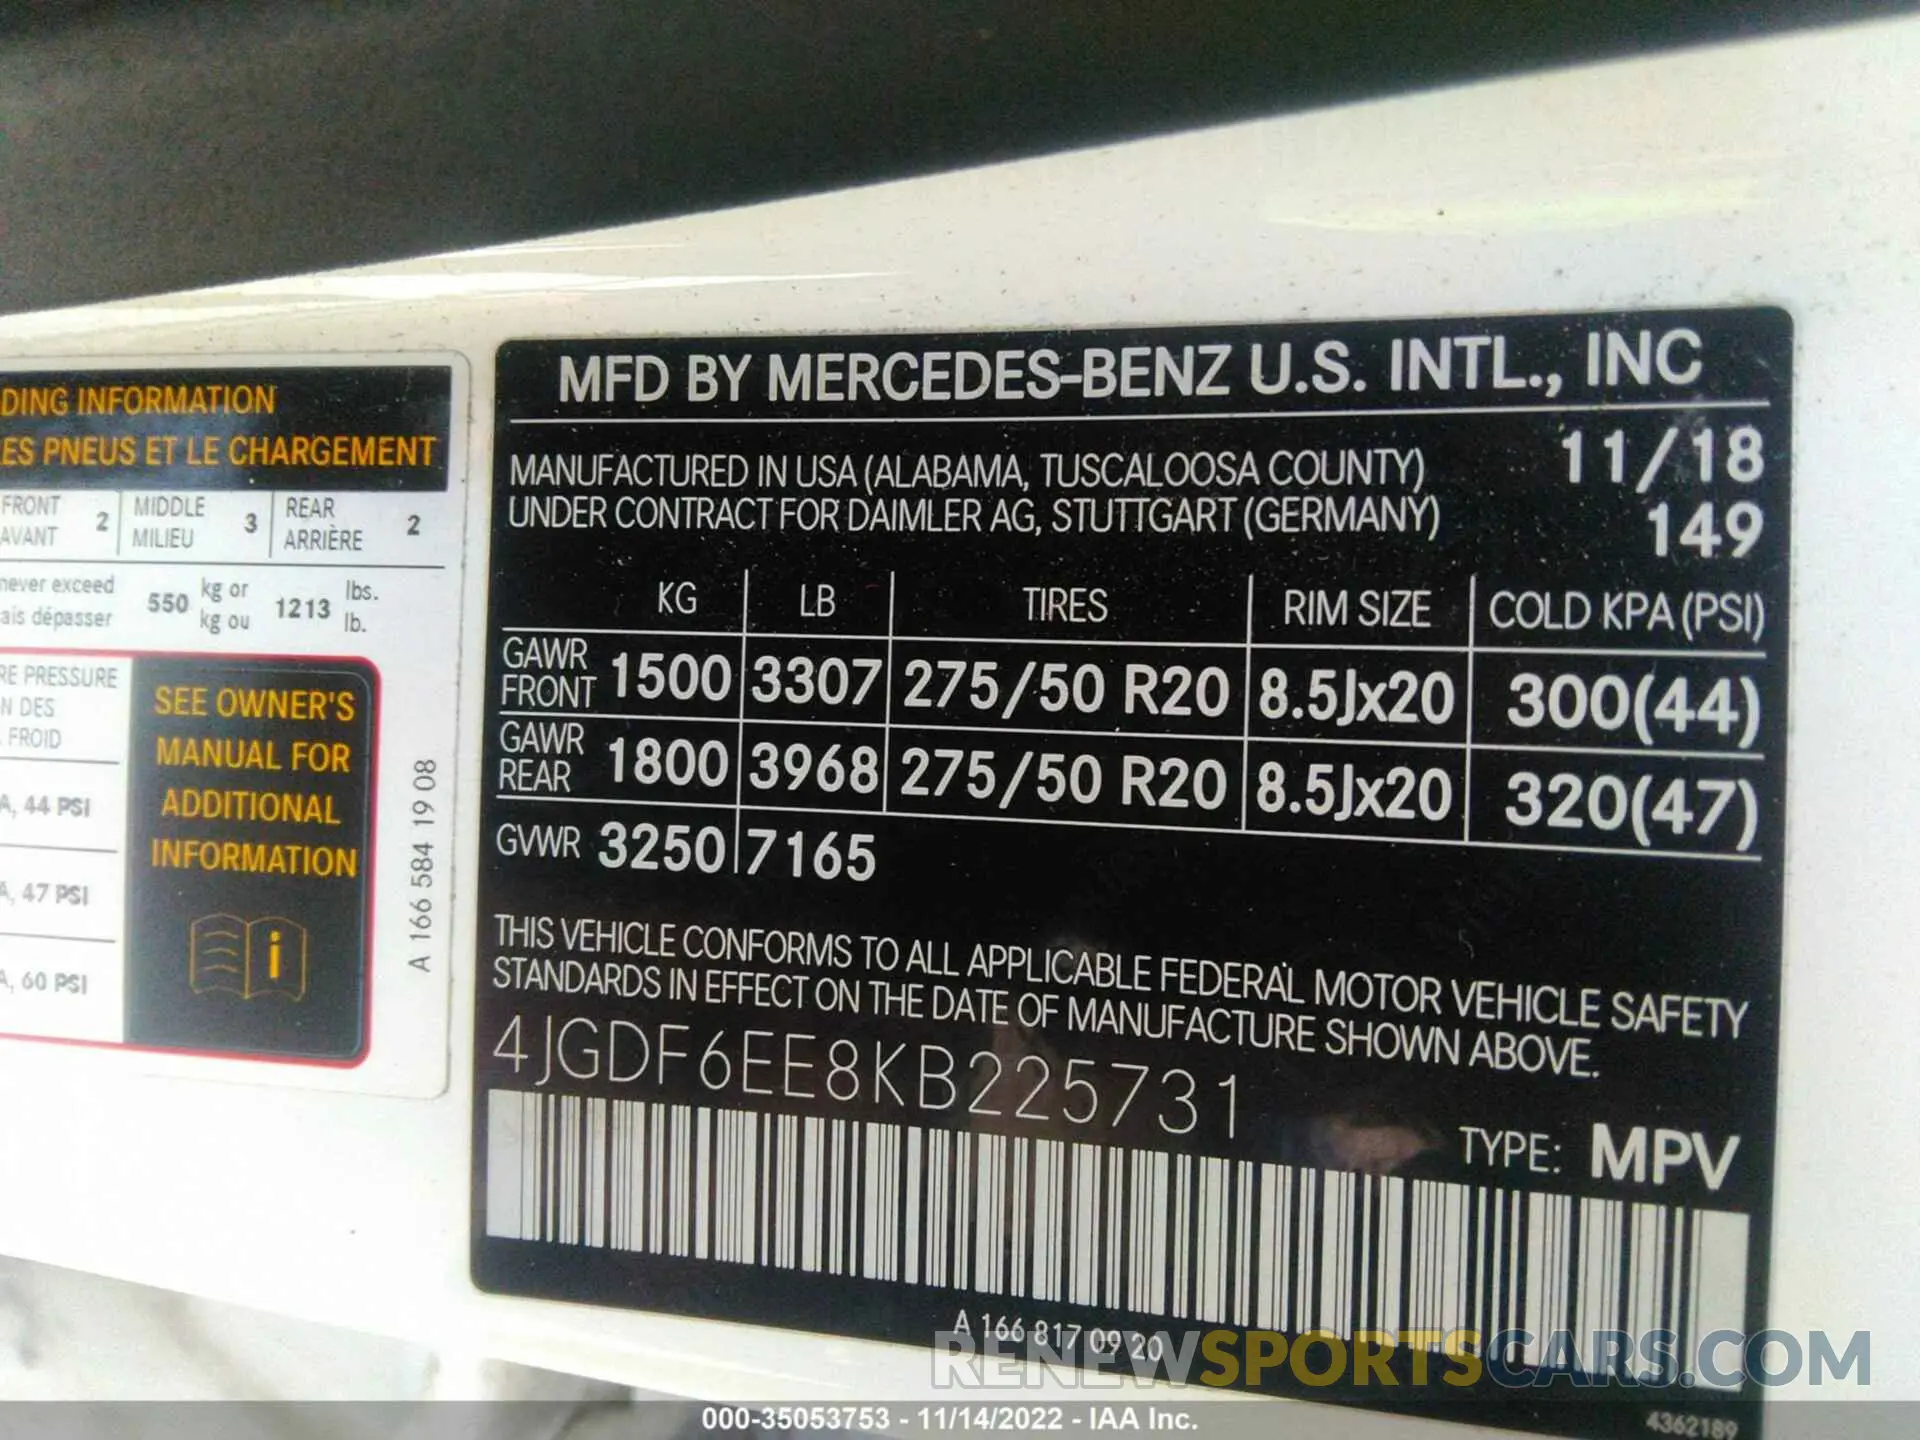 DING INFORMATION
ES PNEUS ET LE CHARGEMENT
FRONT AVANT 2 MIDDLE MILIEU 3 REAR ARRIÈRE 2
never exceed 550 kg or 1213 lbs.
ais dépasser kg ou lb.
RE PRESSURE
N DES
FROID
A, 44 PSI
A, 47 PSI
A, 60 PSI
SEE OWNER'S
MANUAL FOR
ADDITIONAL
INFORMATION
i
A 166 584 19 08
MFD BY MERCEDES-BENZ U.S. INTL., INC
MANUFACTURED IN USA (ALABAMA, TUSCALOOSA COUNTY) 11/18
UNDER CONTRACT FOR DAIMLER AG, STUTTGART (GERMANY) 149
KG LB TIRES RIM SIZE COLD KPA (PSI)
GAWR FRONT 1500 3307 275/50 R20 8.5Jx20 300(44)
GAWR REAR 1800 3968 275/50 R20 8.5Jx20 320(47)
GVWR 3250 7165
THIS VEHICLE CONFORMS TO ALL APPLICABLE FEDERAL MOTOR VEHICLE SAFETY
STANDARDS IN EFFECT ON THE DATE OF MANUFACTURE SHOWN ABOVE.
4JGDF6EE8KB225731
TYPE: MPV
A 166 817 09 20
RENEWSPORTSCARS.COM
000-35053753 - 11/14/2022 - IAA Inc.
4362189